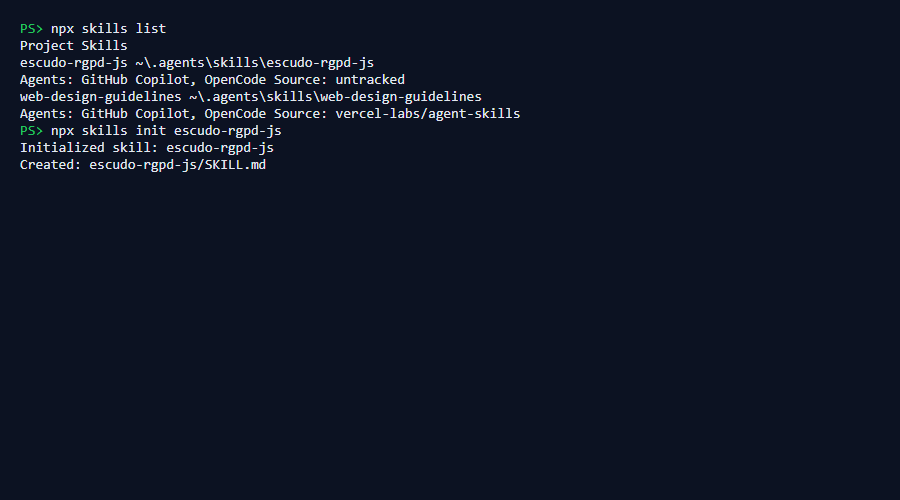 PS> npx skills list
Project Skills
escudo-rgpd-js ~\.agents\skills\escudo-rgpd-js
Agents: GitHub Copilot, OpenCode Source: untracked
web-design-guidelines ~\.agents\skills\web-design-guidelines
Agents: GitHub Copilot, OpenCode Source: vercel-labs/agent-skills
PS> npx skills init escudo-rgpd-js
Initialized skill: escudo-rgpd-js
Created: escudo-rgpd-js/SKILL.md